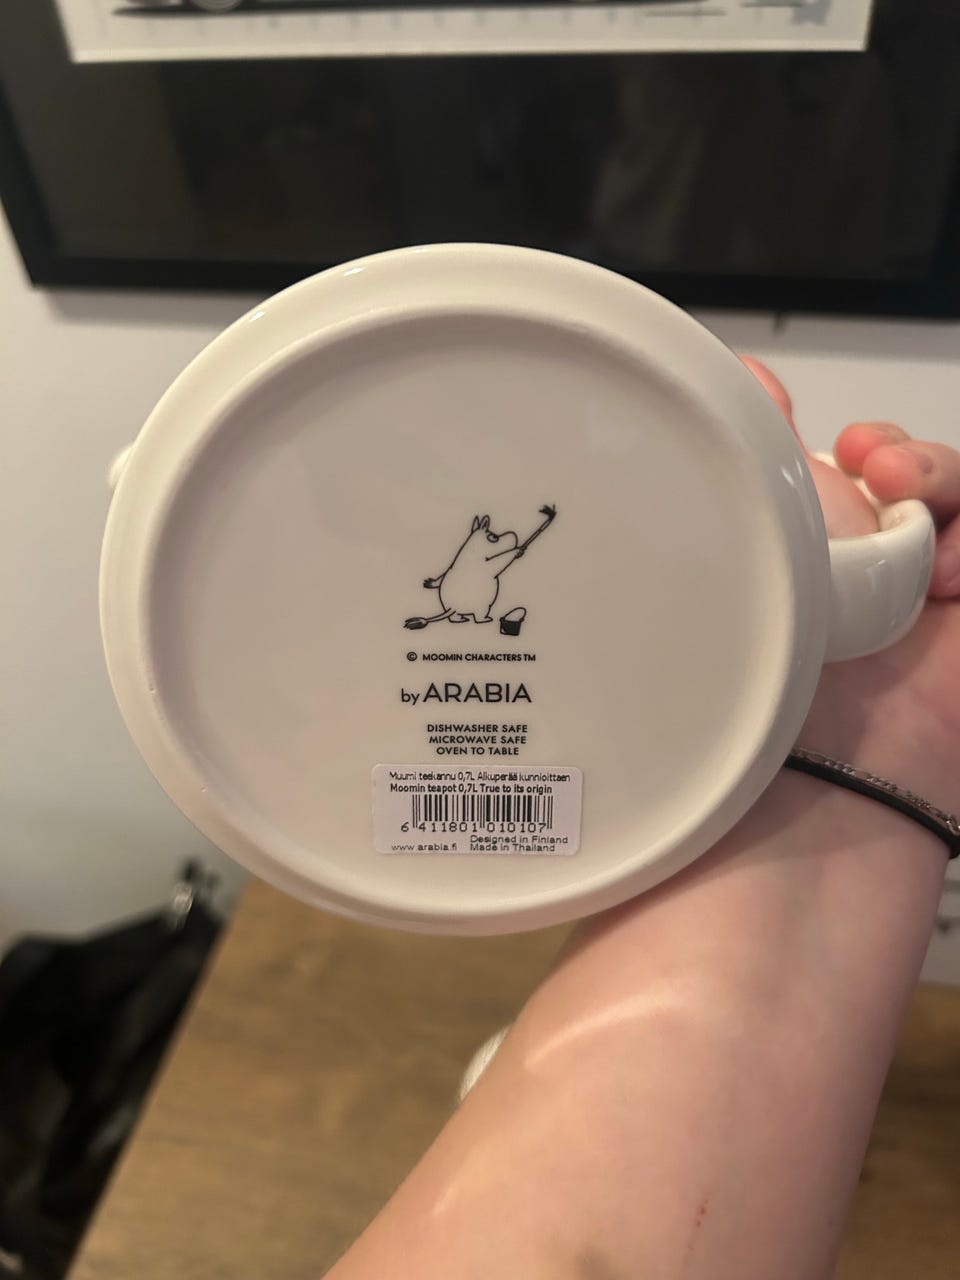 © MOOMIN CHARACTERS TM
by ARABIA
DISHWASHER SAFE
MICROWAVE SAFE
OVEN TO TABLE
Muumi teekannu 0,7L Alkuperää kunnioittaen
Moomin teapot 0,7L True to its origin
6 411801 010107
Designed in Finland
www.arabia.fi Made in Thailand